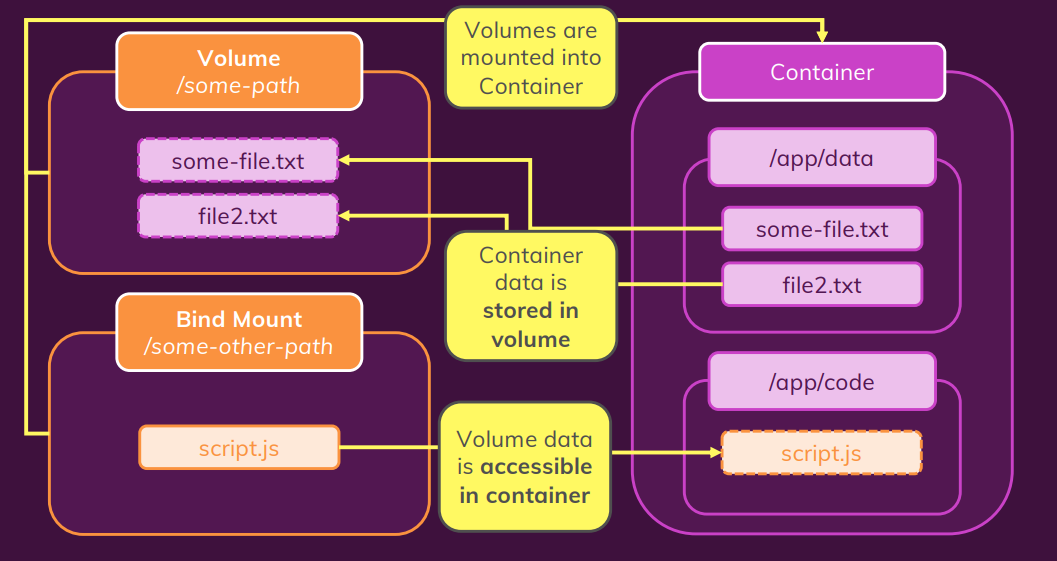 Volume
/some-path
some-file.txt
file2.txt
Bind Mount
/some-other-path
script.js
Volumes are
mounted into
Container
Container
data is
stored in
volume
Volume data
is accessible
in container
Container
/app/data
some-file.txt
file2.txt
/app/code
script.js